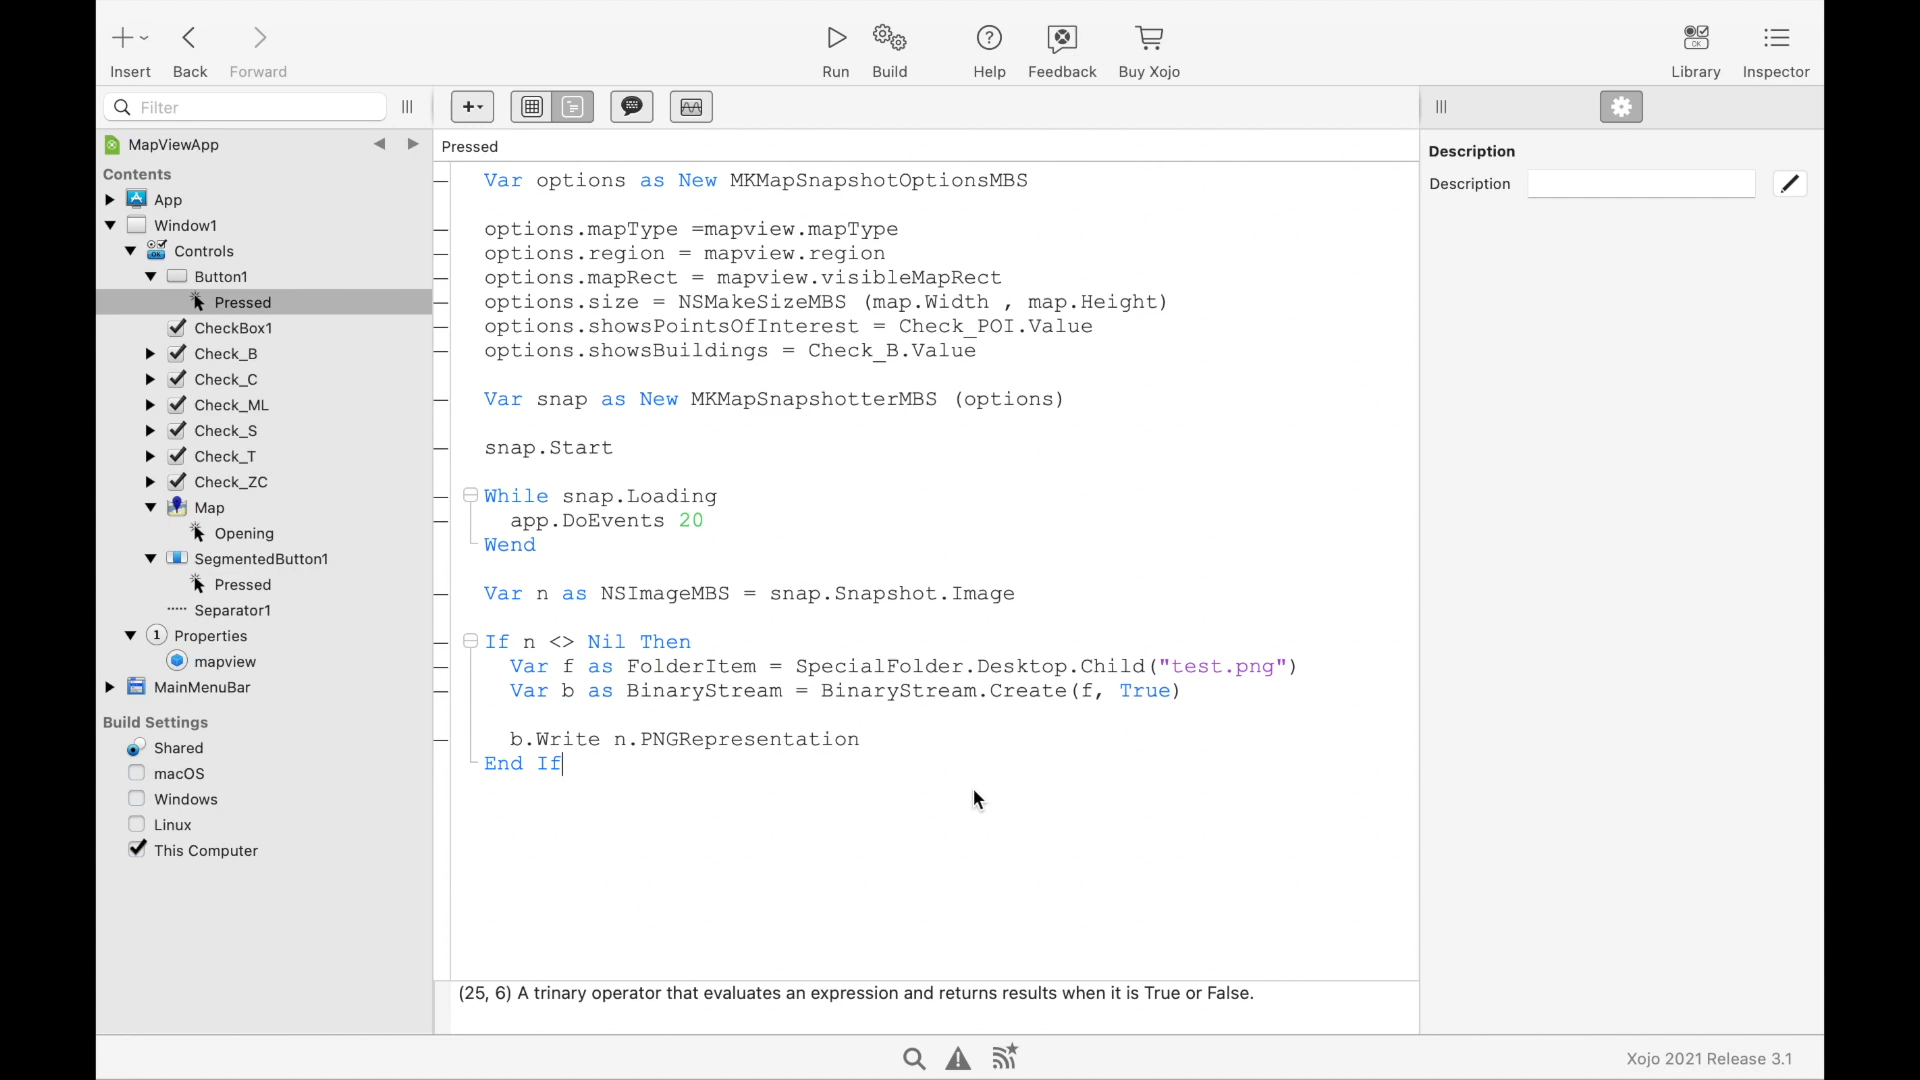 Insert
Back
Forward
Run
Build
Help
Feedback
Buy Xojo
OK
Library
Inspector
Filter
MapViewApp
Contents
App
Window1
Controls
Button1
Pressed
CheckBox1
Check_B
Check_C
Check_ML
Check_S
Check_T
Check_ZC
Map
Opening
SegmentedButton1
Pressed
Separator1
1 Properties
mapview
MainMenuBar
Build Settings
Shared
macOS
Windows
Linux
This Computer
Pressed
Var options as New MKMapSnapshotOptionsMBS
options.mapType =mapview.mapType
options.region = mapview.region
options.mapRect = mapview.visibleMapRect
options.size = NSMakeSizeMBS (map.Width , map.Height)
options.showsPointsOfInterest = Check_POI.Value
options.showsBuildings = Check_B.Value
Var snap as New MKMapSnapshotterMBS (options)
snap.Start
While snap.Loading
app.DoEvents 20
Wend
Var n as NSImageMBS = snap.Snapshot.Image
If n <> Nil Then
Var f as FolderItem = SpecialFolder.Desktop.Child("test.png")
Var b as BinaryStream = BinaryStream.Create(f, True)
b.Write n.PNGRepresentation
End If
(25, 6) A trinary operator that evaluates an expression and returns results when it is True or False.
Description
Description
Xojo 2021 Release 3.1